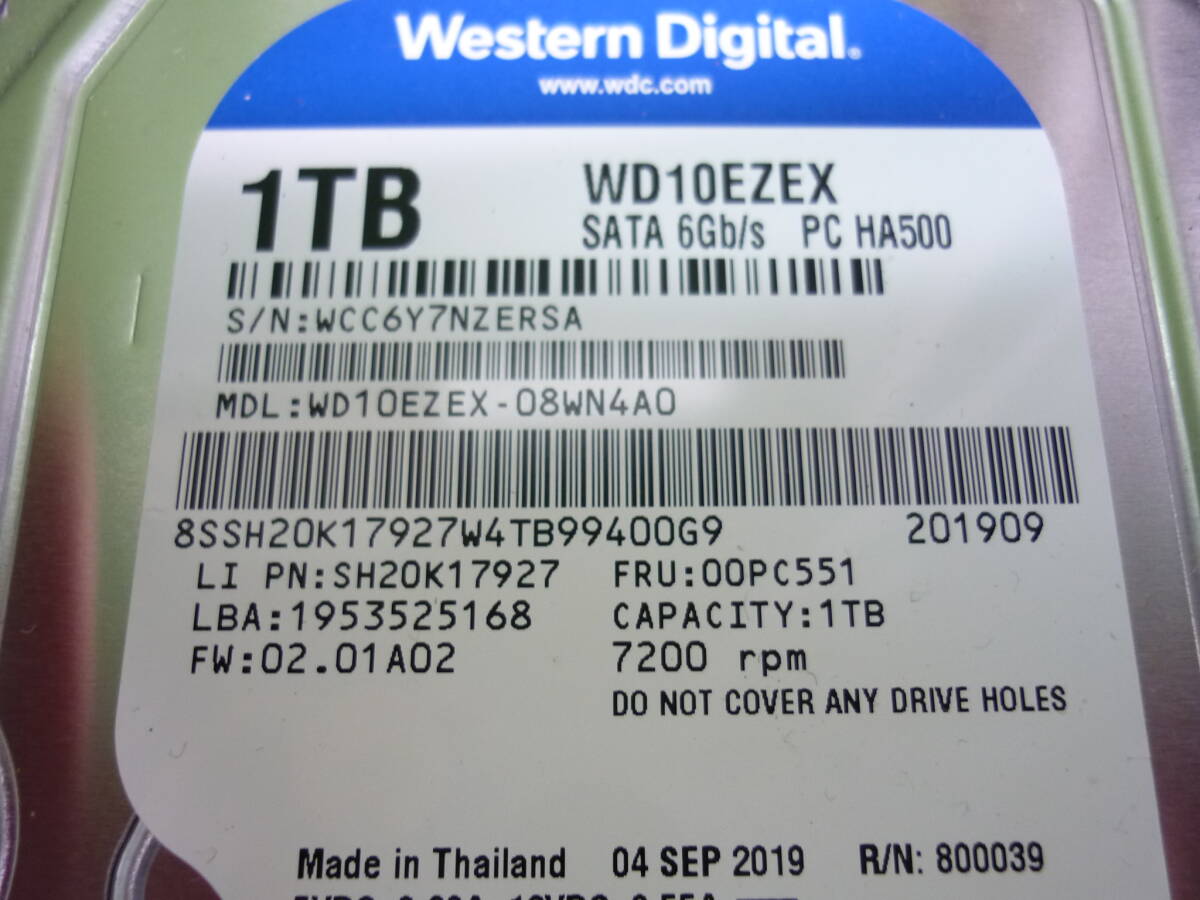 Western Digital.
www.wdc.com
1TB
WD10EZEX
SATA 6Gb/s PC HA500
S/N:WCC6Y7NZERSA
MDL:WD10EZEX-08WN4A0
8SSH20K17927W4TB99400G9 201909
LI PN:SH20K17927 FRU:00PC551
LBA:1953525168 CAPACITY:1TB
FW:02.01A02 7200 rpm
DO NOT COVER ANY DRIVE HOLES
Made in Thailand 04 SEP 2019 R/N: 800039